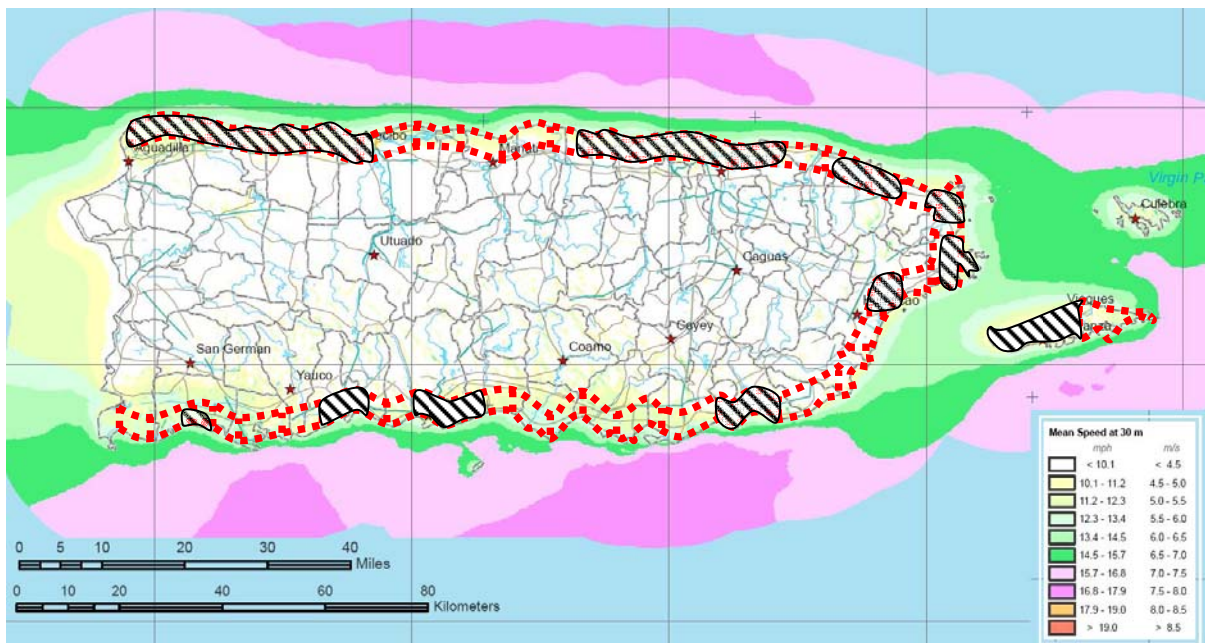 Aguadilla
Manati
Virgin P
Culebra
Utuado
Caguas
Vieques
San German
Coamo
Cayey
Yauco
Mean Speed at 30 m
mph m/s
< 10.1 < 4.5
10.1 - 11.2 4.5 - 5.0
11.2 - 12.3 5.0 - 5.5
12.3 - 13.4 5.5 - 6.0
13.4 - 14.5 6.0 - 6.5
14.5 - 15.7 6.5 - 7.0
15.7 - 16.8 7.0 - 7.5
16.8 - 17.9 7.5 - 8.0
17.9 - 19.0 8.0 - 8.5
> 19.0 > 8.5
0 5 10 20 30 40
Miles
0 10 20 40 60 80
Kilometers